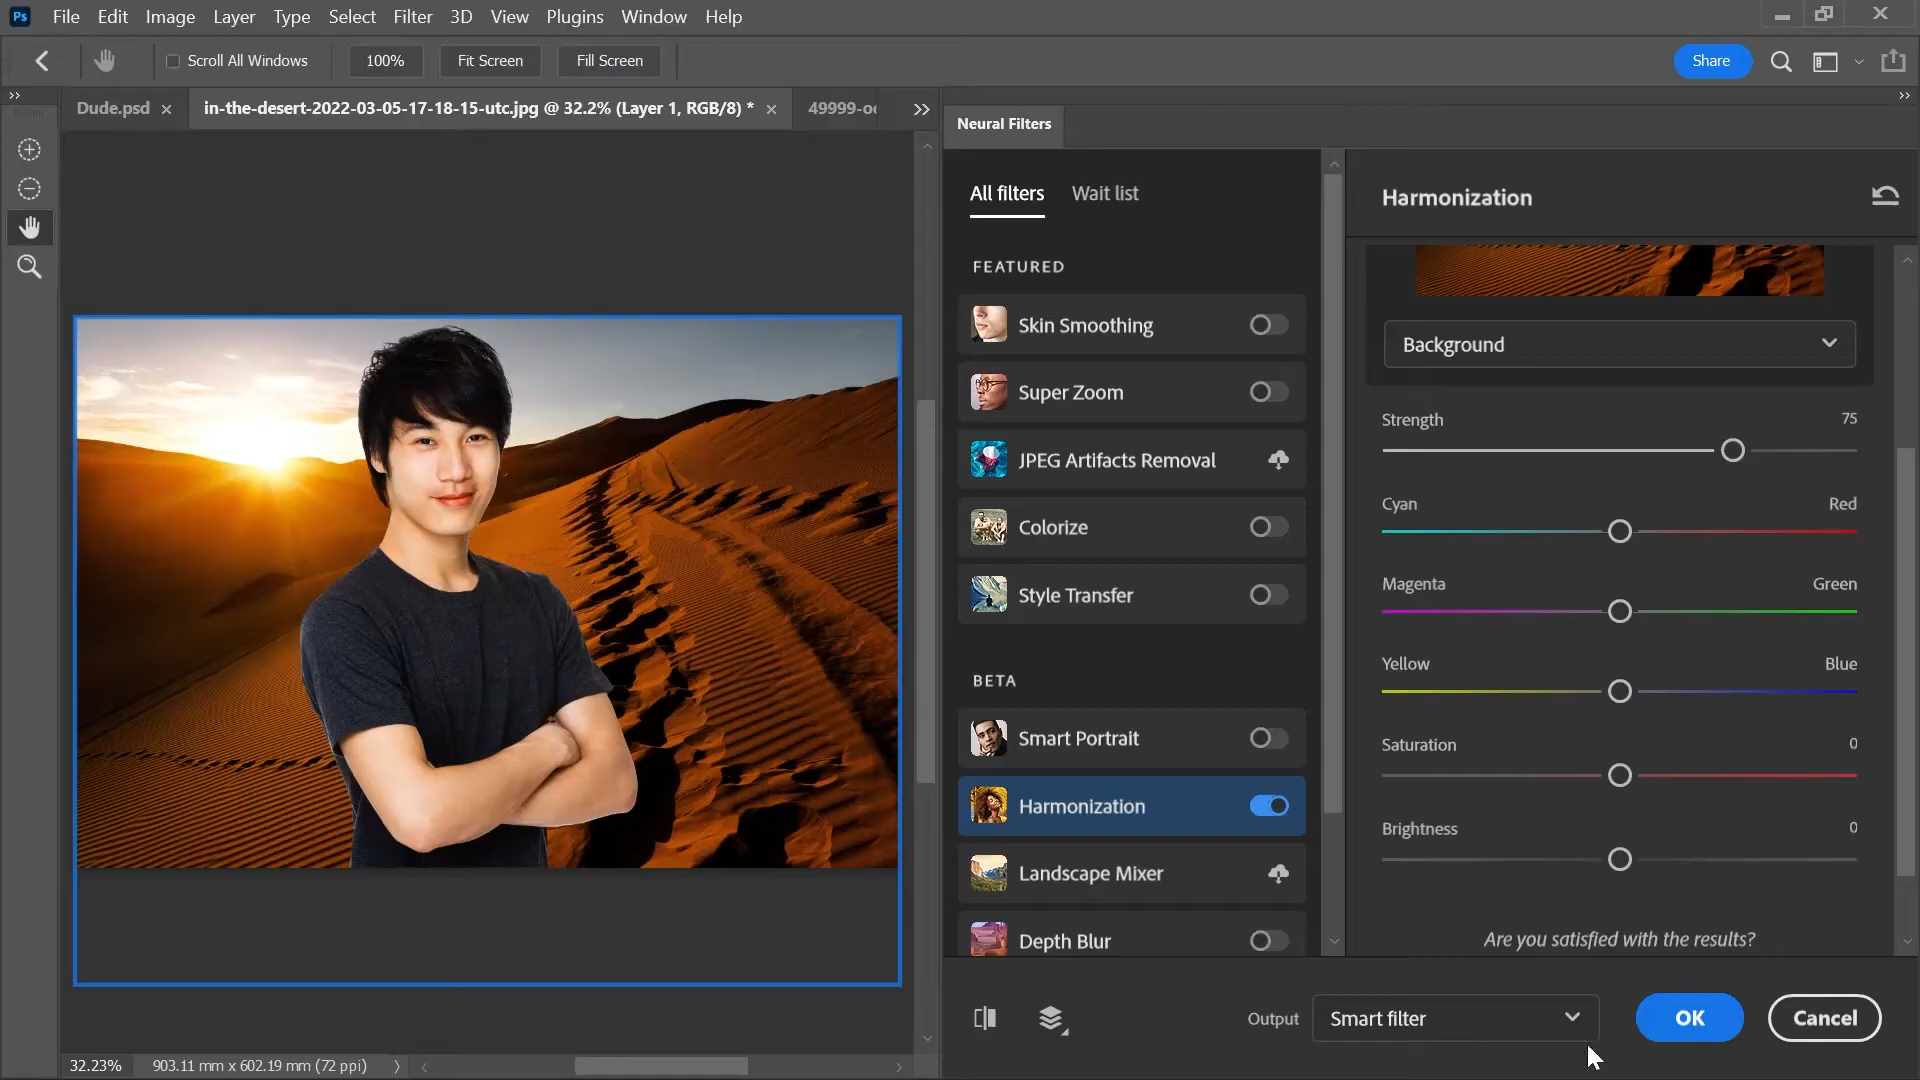 Ps File Edit Image Layer Type Select Filter 3D View Plugins Window Help
Scroll All Windows 100% Fit Screen Fill Screen Share
Dude.psd in-the-desert-2022-03-05-17-18-15-utc.jpg @ 32.2% (Layer 1, RGB/8) * 49999-
Neural Filters
All filters Wait list
FEATURED
Skin Smoothing
Super Zoom
JPEG Artifacts Removal
Colorize
Style Transfer
BETA
Smart Portrait
Harmonization
Landscape Mixer
Depth Blur
Harmonization
Background
Strength 75
Cyan Red
Magenta Green
Yellow Blue
Saturation 0
Brightness 0
Are you satisfied with the results?
Output Smart filter OK Cancel
32.23% 903.11 mm x 602.19 mm (72 ppi)